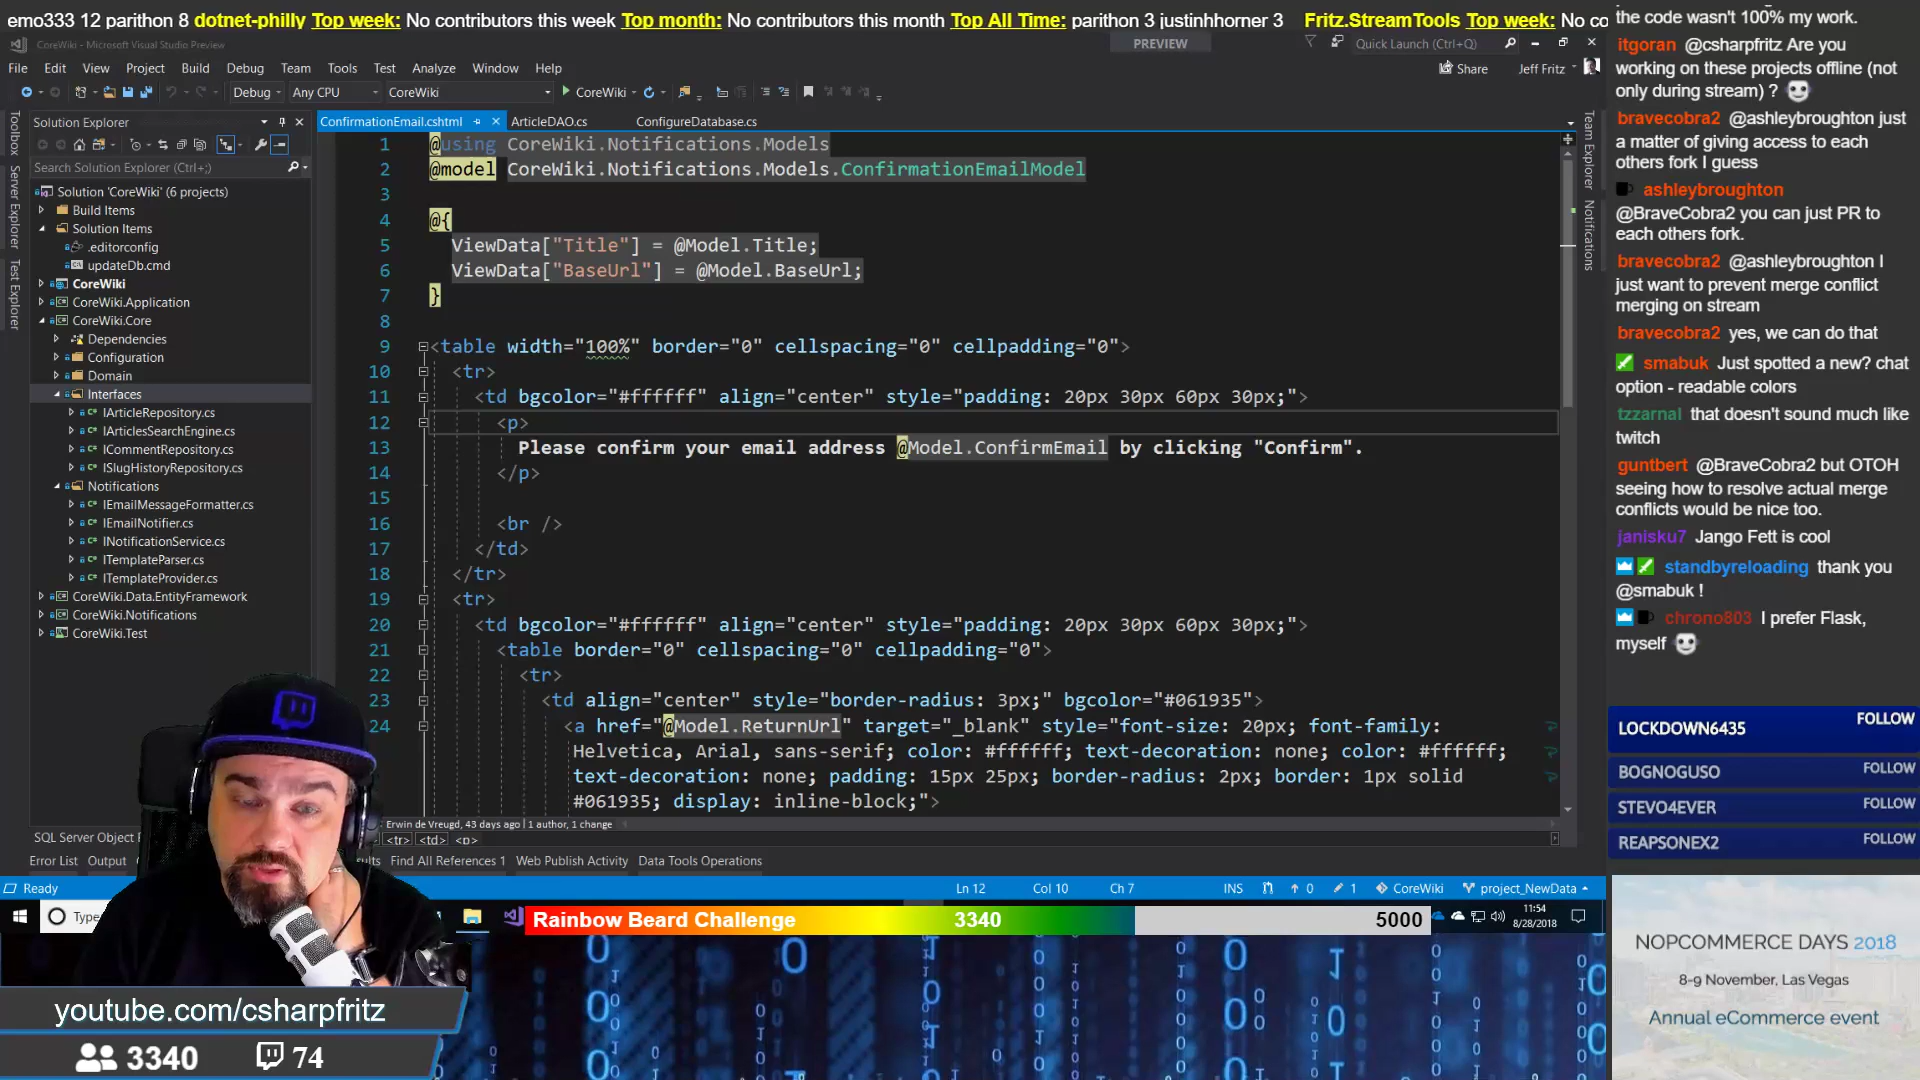 emo333 12 parithon 8 dotnet-philly Top week: No contributors this week Top month: No contributors this month Top All Time: parithon 3 justinhhorner 3 Fritz.StreamTools Top week: No co
CoreWiki - Microsoft Visual Studio Preview
PREVIEW
Quick Launch (Ctrl+Q)
File Edit View Project Build Debug Team Tools Test Analyze Window Help
Share
Jeff Fritz
Debug Any CPU CoreWiki CoreWiki
Toolbox
Server Explorer
Test Explorer
Solution Explorer
Search Solution Explorer (Ctrl+;)
Solution 'CoreWiki' (6 projects)
Build Items
Solution Items
.editorconfig
updateDb.cmd
CoreWiki
CoreWiki.Application
CoreWiki.Core
Dependencies
Configuration
Domain
Interfaces
IArticleRepository.cs
IArticlesSearchEngine.cs
ICommentRepository.cs
ISlugHistoryRepository.cs
Notifications
IEmailMessageFormatter.cs
IEmailNotifier.cs
INotificationService.cs
ITemplateParser.cs
ITemplateProvider.cs
CoreWiki.Data.EntityFramework
CoreWiki.Notifications
CoreWiki.Test
SQL Server Object
ConfirmationEmail.cshtml ArticleDAO.cs ConfigureDatabase.cs
1 @using CoreWiki.Notifications.Models
2 @model CoreWiki.Notifications.Models.ConfirmationEmailModel
3
4 @{
5 ViewData["Title"] = @Model.Title;
6 ViewData["BaseUrl"] = @Model.BaseUrl;
7 }
8
9 <table width="100%" border="0" cellspacing="0" cellpadding="0">
10 <tr>
11 <td bgcolor="#ffffff" align="center" style="padding: 20px 30px 60px 30px;">
12 <p>
13 Please confirm your email address @Model.ConfirmEmail by clicking "Confirm".
14 </p>
15
16 <br />
17 </td>
18 </tr>
19 <tr>
20 <td bgcolor="#ffffff" align="center" style="padding: 20px 30px 60px 30px;">
21 <table border="0" cellspacing="0" cellpadding="0">
22 <tr>
23 <td align="center" style="border-radius: 3px;" bgcolor="#061935">
24 <a href="@Model.ReturnUrl" target="_blank" style="font-size: 20px; font-family:
Helvetica, Arial, sans-serif; color: #ffffff; text-decoration: none; color: #ffffff;
text-decoration: none; padding: 15px 25px; border-radius: 2px; border: 1px solid
#061935; display: inline-block;">
Erwin de Vreugd, 43 days ago | 1 author, 1 change
<tr> <td> <p>
Team Explorer
Notifications
Error List Output Find All References 1 Web Publish Activity Data Tools Operations
Ready
Ln 12 Col 10 Ch 7 INS 0 1 CoreWiki project_NewData
Type
Rainbow Beard Challenge 3340 5000
11:54
8/28/2018
youtube.com/csharpfritz
3340 74
the code wasn't 100% my work.
itgoran @csharpfritz Are you
working on these projects offline (not
only during stream) ?
bravecobra2 @ashleybroughton just
a matter of giving access to each
others fork I guess
ashleybroughton
@BraveCobra2 you can just PR to
each others fork.
bravecobra2 @ashleybroughton I
just want to prevent merge conflict
merging on stream
bravecobra2 yes, we can do that
smabuk Just spotted a new? chat
option - readable colors
tzzarnal that doesn't sound much like
twitch
guntbert @BraveCobra2 but OTOH
seeing how to resolve actual merge
conflicts would be nice too.
janisku7 Jango Fett is cool
standbyreloading thank you
@smabuk !
chrono803 I prefer Flask,
myself
LOCKDOWN6435 FOLLOW
BOGNOGUSO FOLLOW
STEVO4EVER FOLLOW
REAPSONEX2 FOLLOW
NOPCOMMERCE DAYS 2018
8-9 November, Las Vegas
Annual eCommerce event